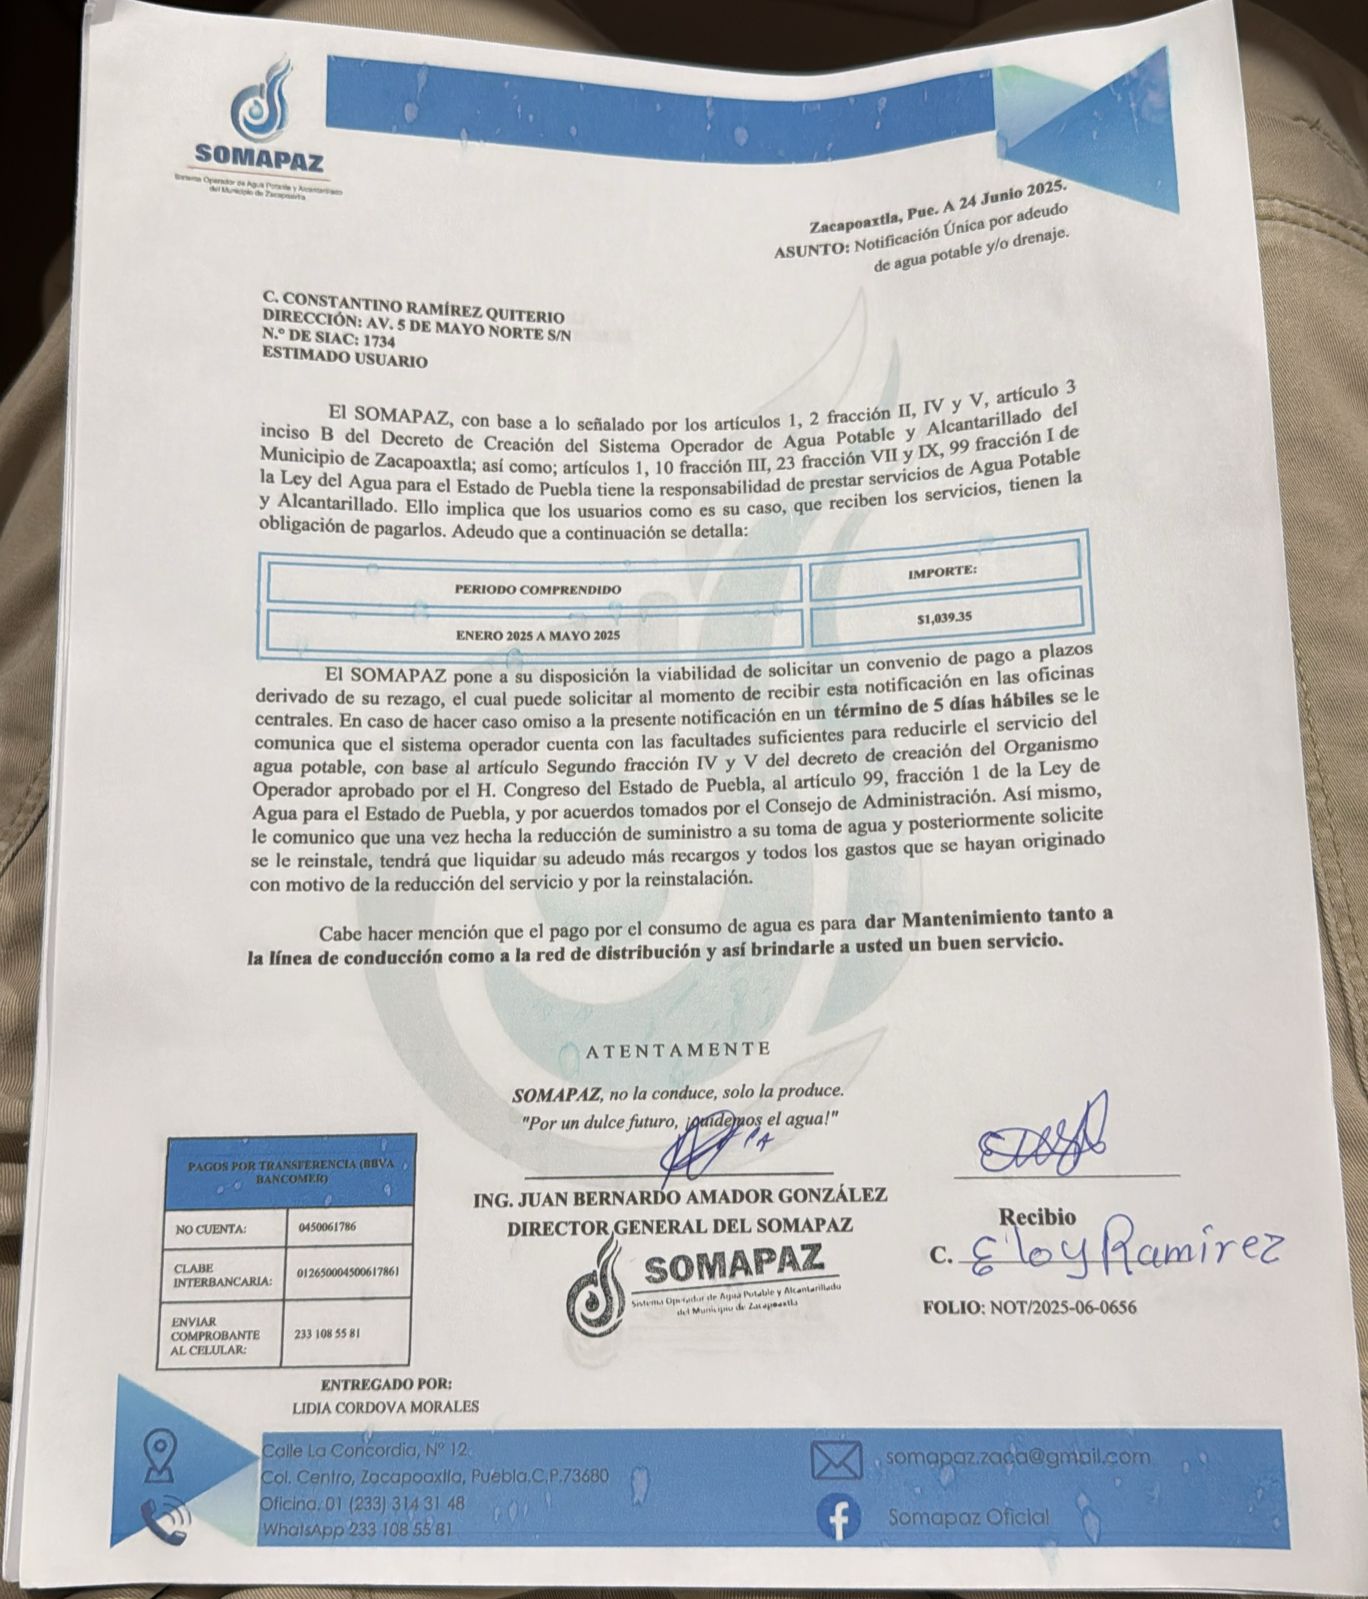 SOMAPAZ
Sistema Operador de Agua Potable y Alcantarillado
del Municipio de Zacapoaxtla
Zacapoaxtla, Pue. A 24 Junio 2025.
ASUNTO: Notificación Única por adeudo
de agua potable y/o drenaje.
C. CONSTANTINO RAMÍREZ QUITERIO
DIRECCIÓN: AV. 5 DE MAYO NORTE S/N
N.º DE SIAC: 1734
ESTIMADO USUARIO
El SOMAPAZ, con base a lo señalado por los artículos 1, 2 fracción II, IV y V, artículo 3
inciso B del Decreto de Creación del Sistema Operador de Agua Potable y Alcantarillado del
Municipio de Zacapoaxtla; así como; artículos 1, 10 fracción III, 23 fracción VII y IX, 99 fracción I de
la Ley del Agua para el Estado de Puebla tiene la responsabilidad de prestar servicios de Agua Potable
y Alcantarillado. Ello implica que los usuarios como es su caso, que reciben los servicios, tienen la
obligación de pagarlos. Adeudo que a continuación se detalla:
PERIODO COMPRENDIDO
IMPORTE:
ENERO 2025 A MAYO 2025
$1,039.35
El SOMAPAZ pone a su disposición la viabilidad de solicitar un convenio de pago a plazos
derivado de su rezago, el cual puede solicitar al momento de recibir esta notificación en las oficinas
centrales. En caso de hacer caso omiso a la presente notificación en un término de 5 días hábiles se le
comunica que el sistema operador cuenta con las facultades suficientes para reducirle el servicio del
agua potable, con base al artículo Segundo fracción IV y V del decreto de creación del Organismo
Operador aprobado por el H. Congreso del Estado de Puebla, al artículo 99, fracción 1 de la Ley de
Agua para el Estado de Puebla, y por acuerdos tomados por el Consejo de Administración. Así mismo,
le comunico que una vez hecha la reducción de suministro a su toma de agua y posteriormente solicite
se le reinstale, tendrá que liquidar su adeudo más recargos y todos los gastos que se hayan originado
con motivo de la reducción del servicio y por la reinstalación.
Cabe hacer mención que el pago por el consumo de agua es para dar Mantenimiento tanto a
la línea de conducción como a la red de distribución y así brindarle a usted un buen servicio.
ATENTAMENTE
SOMAPAZ, no la conduce, solo la produce.
"Por un dulce futuro, ¡cuidemos el agua!"
PA
ING. JUAN BERNARDO AMADOR GONZÁLEZ
DIRECTOR GENERAL DEL SOMAPAZ
SOMAPAZ
Sistema Operador de Agua Potable y Alcantarillado
del Municipio de Zacapoaxtla
Recibio
C. Eloy Ramirez
FOLIO: NOT/2025-06-0656
PAGOS POR TRANSFERENCIA (BBVA
BANCOMER)
NO CUENTA:
0450061786
CLABE
INTERBANCARIA:
012650004500617861
ENVIAR
COMPROBANTE
AL CELULAR:
233 108 55 81
ENTREGADO POR:
LIDIA CORDOVA MORALES
Calle La Concordia, Nº 12
Col. Centro, Zacapoaxtla, Puebla.C.P.73680
Oficina. 01 (233) 314 31 48
WhatsApp 233 108 55 81
somapaz.zaca@gmail.com
Somapaz Oficial